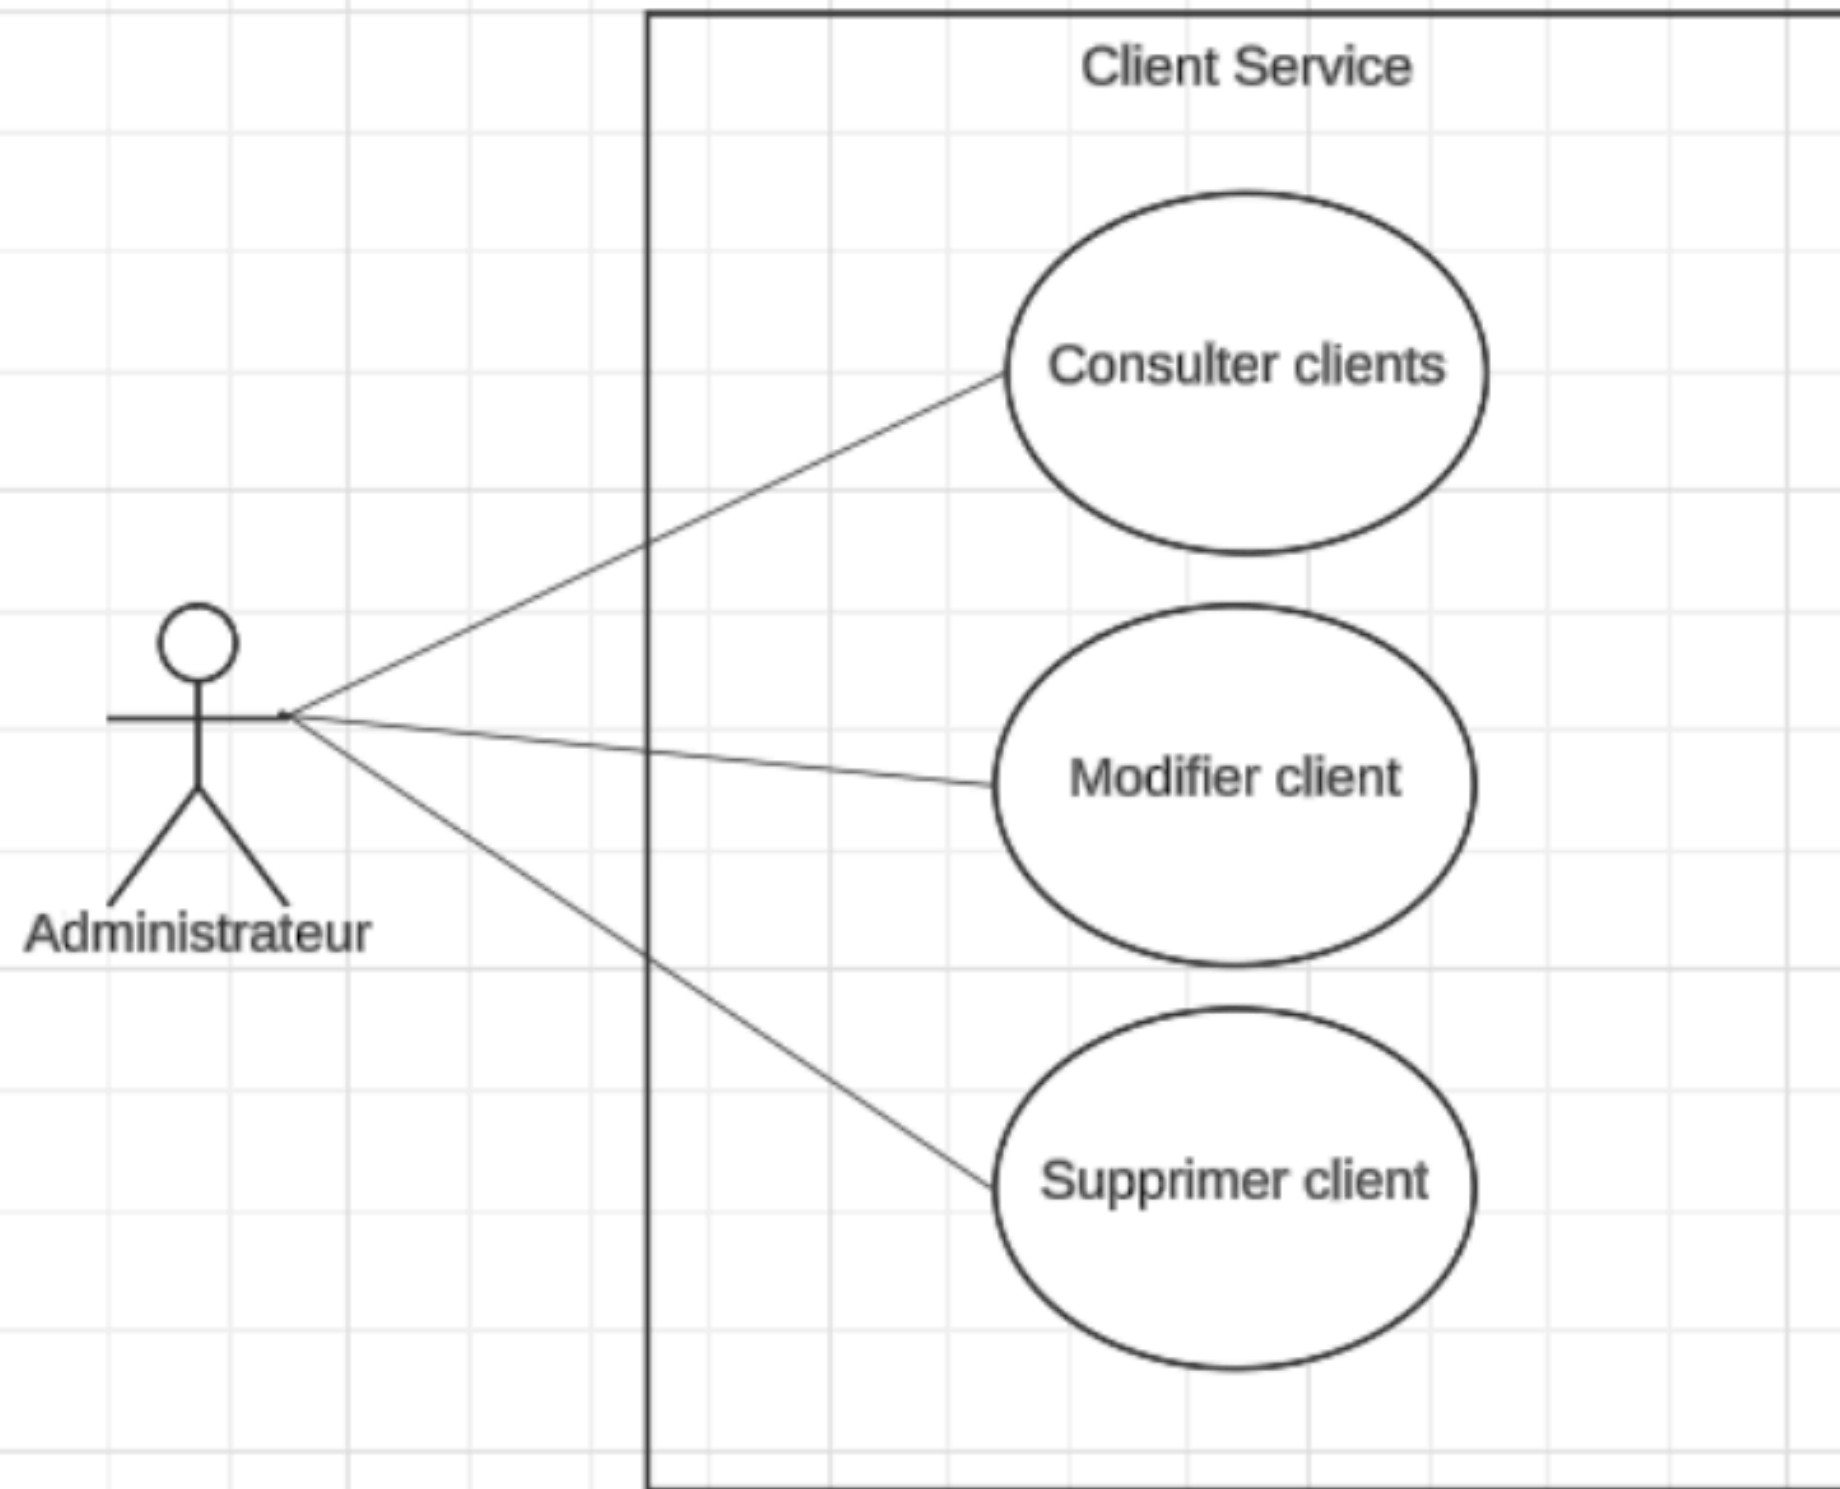 Client Service
Consulter clients
Modifier client
Administrateur
Supprimer client